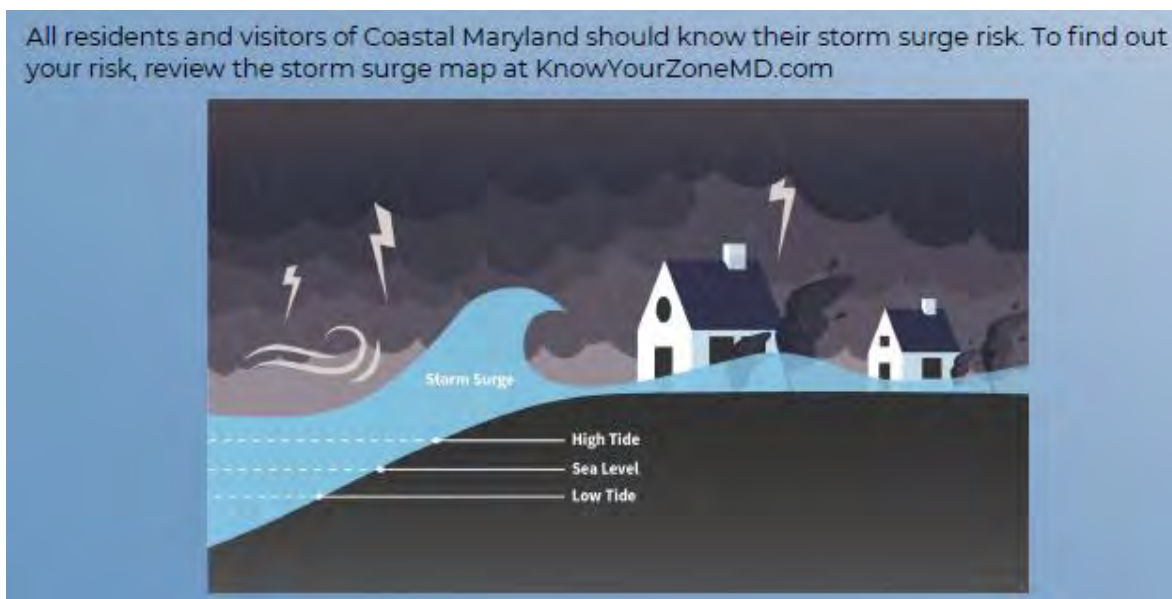 All residents and visitors of Coastal Maryland should know their storm surge risk. To find out
your risk, review the storm surge map at KnowYourZoneMD.com
Storm Surge
High Tide
Sea Level
Low Tide